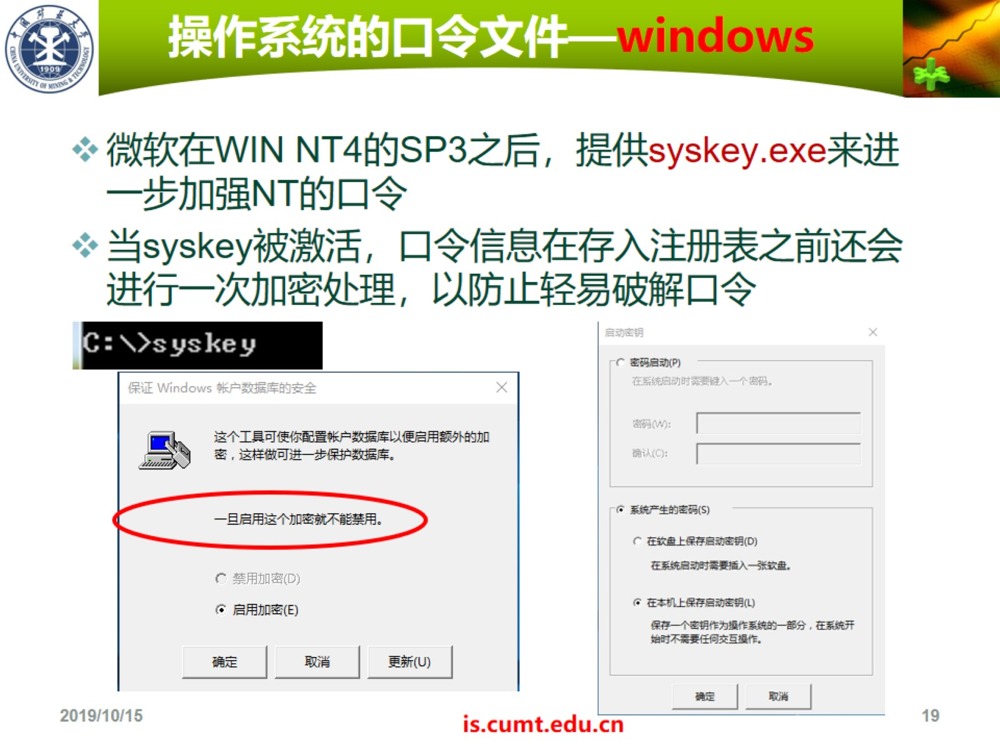 操作系统的口令文件—windows
中国矿业大学
CHINA UNIVERSITY OF MINING & TECHNOLOGY
1909
微软在WIN NT4的SP3之后，提供syskey.exe来进
一步加强NT的口令
当syskey被激活，口令信息在存入注册表之前还会
进行一次加密处理，以防止轻易破解口令
C:\>syskey
保证 Windows 帐户数据库的安全
这个工具可使你配置帐户数据库以便启用额外的加
密，这样做可进一步保护数据库。
一旦启用这个加密就不能禁用。
禁用加密(D)
启用加密(E)
确定 取消 更新(U)
启动密钥
密码启动(P)
在系统启动时需要键入一个密码。
密码(W):
确认(C):
系统产生的密码(S)
在软盘上保存启动密钥(D)
在系统启动时需要插入一张软盘。
在本机上保存启动密钥(L)
保存一个密钥作为操作系统的一部分，在系统开
始时不需要任何交互操作。
确定 取消
2019/10/15
is.cumt.edu.cn
19